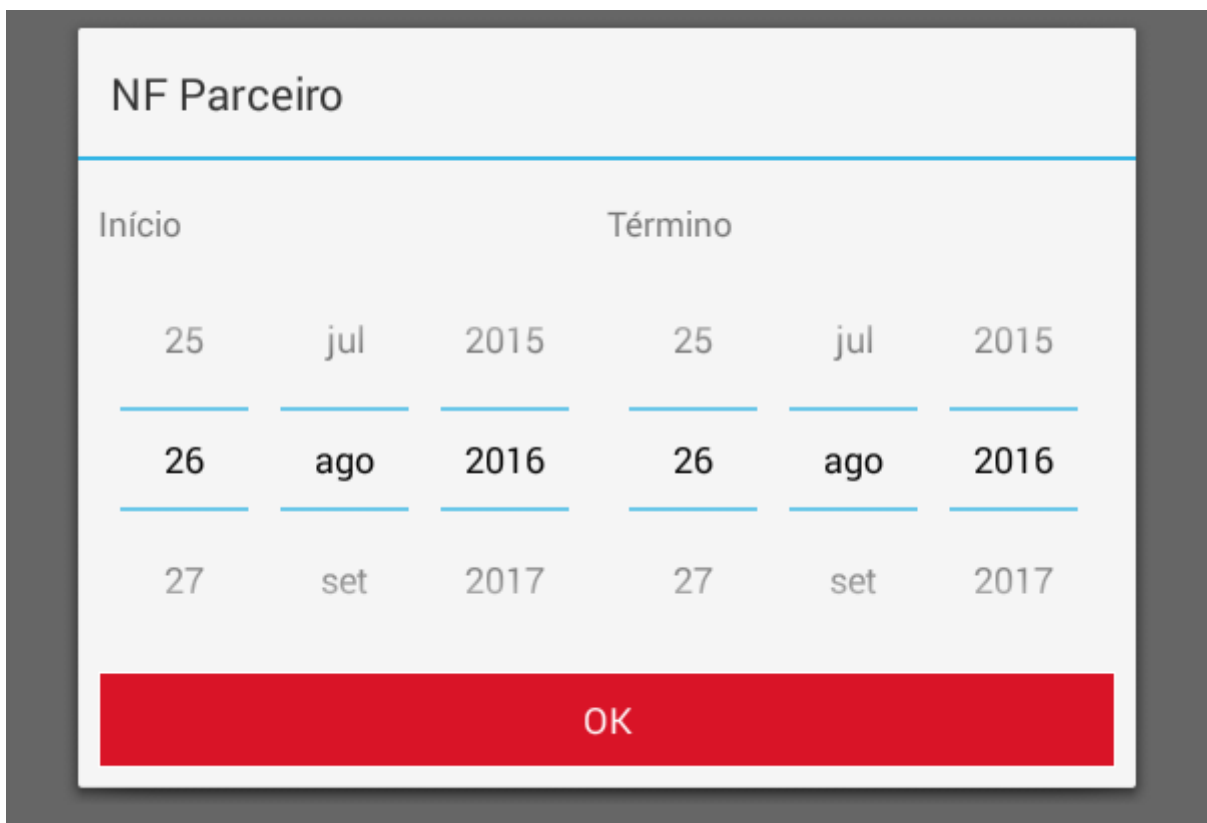 NF Parceiro
Início Término
25 jul 2015 25 jul 2015
26 ago 2016 26 ago 2016
27 set 2017 27 set 2017
OK